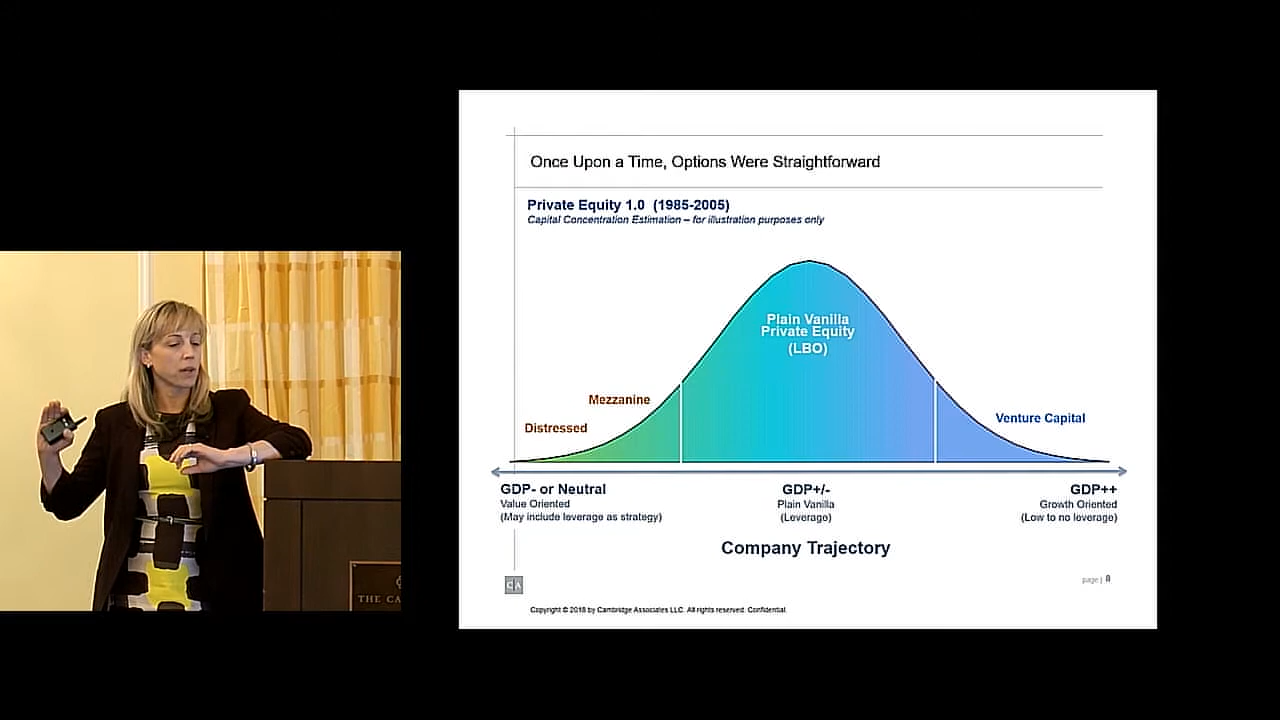 Once Upon a Time, Options Were Straightforward
Private Equity 1.0 (1985-2005)
Capital Concentration Estimation – for illustration purposes only
Plain Vanilla
Private Equity
(LBO)
Mezzanine
Distressed
Venture Capital
GDP- or Neutral
Value Oriented
(May include leverage as strategy)
GDP+/-
Plain Vanilla
(Leverage)
GDP++
Growth Oriented
(Low to no leverage)
Company Trajectory
CA
page | 8
Copyright © 2018 by Cambridge Associates LLC. All rights reserved. Confidential.
THE CA